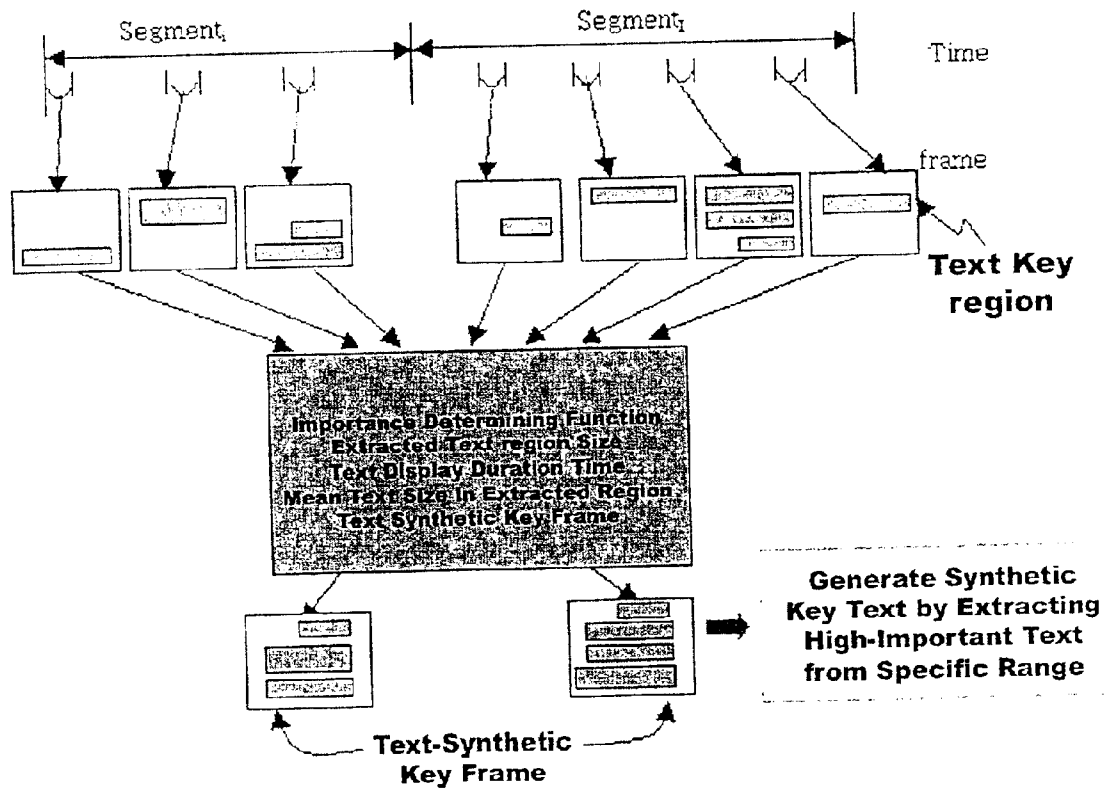 Segmentᵢ
Segment_I
Time
frame
Text Key
region
Importance Determining Function
Extracted Text region Size
Text Display Duration Time
Mean Text Size in Extracted Region
Text Synthetic Key Frame
Generate Synthetic
Key Text by Extracting
High-Important Text
from Specific Range
Text-Synthetic
Key Frame